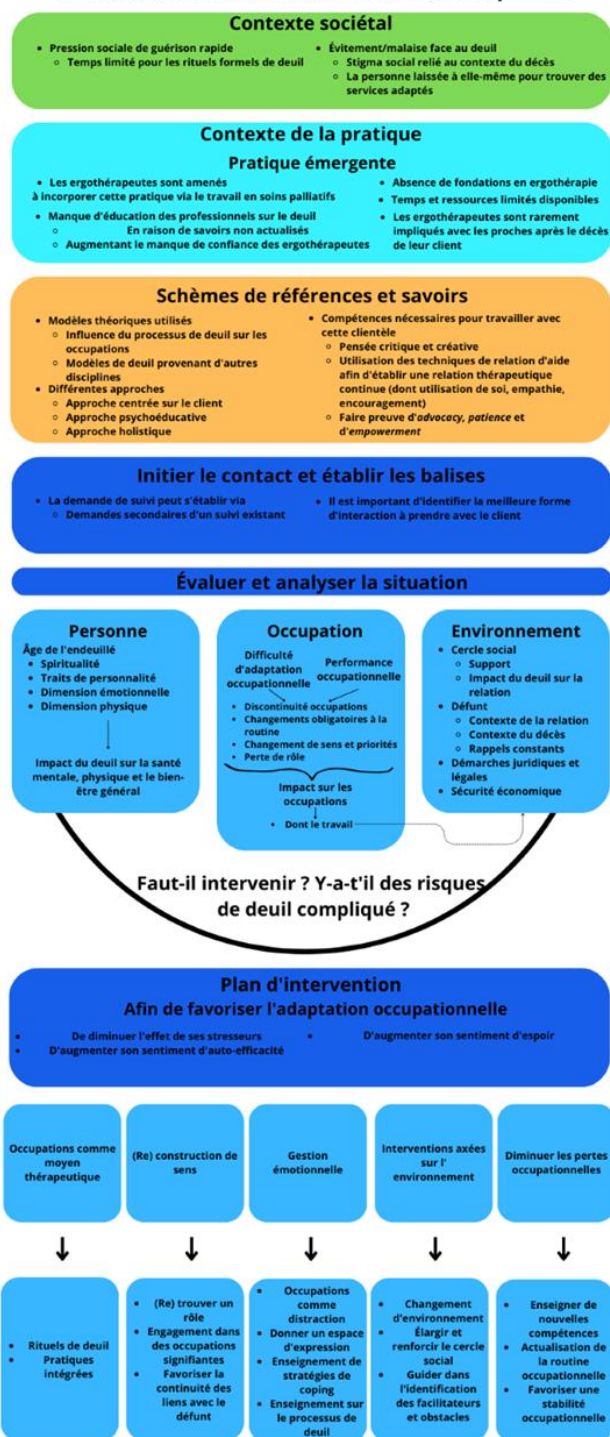 Contexte sociétal
• Pression sociale de guérison rapide
○ Temps limité pour les rituels formels de deuil
• Évitement/malaise face au deuil
○ Stigma social relié au contexte du décès
○ La personne laissée à elle-même pour trouver des
services adaptés
Contexte de la pratique
Pratique émergente
• Les ergothérapeutes sont amenés
à incorporer cette pratique via le travail en soins palliatifs
• Manque d'éducation des professionnels sur le deuil
○ En raison de savoirs non actualisés
○ Augmentant le manque de confiance des ergothérapeutes
• Absence de fondations en ergothérapie
• Temps et ressources limités disponibles
• Les ergothérapeutes sont rarement
impliqués avec les proches après le décès
de leur client
Schèmes de références et savoirs
• Modèles théoriques utilisés
○ Influence du processus de deuil sur les
occupations
○ Modèles de deuil provenant d'autres
disciplines
• Différentes approches
○ Approche centrée sur le client
○ Approche psychoéducative
○ Approche holistique
• Compétences nécessaires pour travailler avec
cette clientèle
○ Pensée critique et créative
○ Utilisation des techniques de relation d'aide
afin d'établir une relation thérapeutique
continue (dont utilisation de soi, empathie,
encouragement)
○ Faire preuve d'advocacy, patience et
d'empowerment
Initier le contact et établir les balises
• La demande de suivi peut s'établir via
○ Demandes secondaires d'un suivi existant
• Il est important d'identifier la meilleure forme
d'interaction à prendre avec le client
Évaluer et analyser la situation
Personne
Âge de l'endeuillé
• Spiritualité
• Traits de personnalité
• Dimension émotionnelle
• Dimension physique
Impact du deuil sur la santé
mentale, physique et le bien-
être général
Occupation
Difficulté
d'adaptation
occupationnelle
Performance
occupationnelle
• Discontinuité occupations
• Changements obligatoires à la
routine
• Changement de sens et priorités
• Perte de rôle
Impact sur les
occupations
• Dont le travail
Environnement
• Cercle social
○ Support
○ Impact du deuil sur la
relation
• Défunt
○ Contexte de la relation
○ Contexte du décès
○ Rappels constants
• Démarches juridiques et
légales
• Sécurité économique
Faut-il intervenir ? Y-a-t'il des risques
de deuil compliqué ?
Plan d'intervention
Afin de favoriser l'adaptation occupationnelle
• De diminuer l'effet de ses stresseurs
• D'augmenter son sentiment d'auto-efficacité
• D'augmenter son sentiment d'espoir
Occupations comme
moyen
thérapeutique
(Re) construction de
sens
Gestion
émotionnelle
Interventions axées
sur l'
environnement
Diminuer les pertes
occupationnelles
• Rituels de deuil
• Pratiques
intégrées
• (Re) trouver un
rôle
• Engagement dans
des occupations
signifiantes
• Favoriser la
continuité des
liens avec le
défunt
• Occupations
comme
distraction
• Donner un espace
d'expression
• Enseignement de
stratégies de
coping
• Enseignement sur
le processus de
deuil
• Changement
d'environnement
• Élargir et
renforcir le cercle
social
• Guider dans
l'identification
des facilitateurs
et obstacles
• Enseigner de
nouvelles
compétences
• Actualisation de
la routine
occupationnelle
• Favoriser une
stabilité
occupationnelle